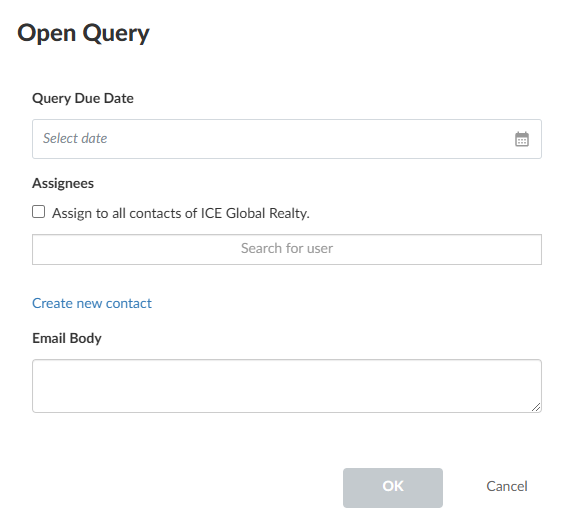 Open Query
Query Due Date
Select date
Assignees
Assign to all contacts of ICE Global Realty.
Search for user
Create new contact
Email Body
OK
Cancel